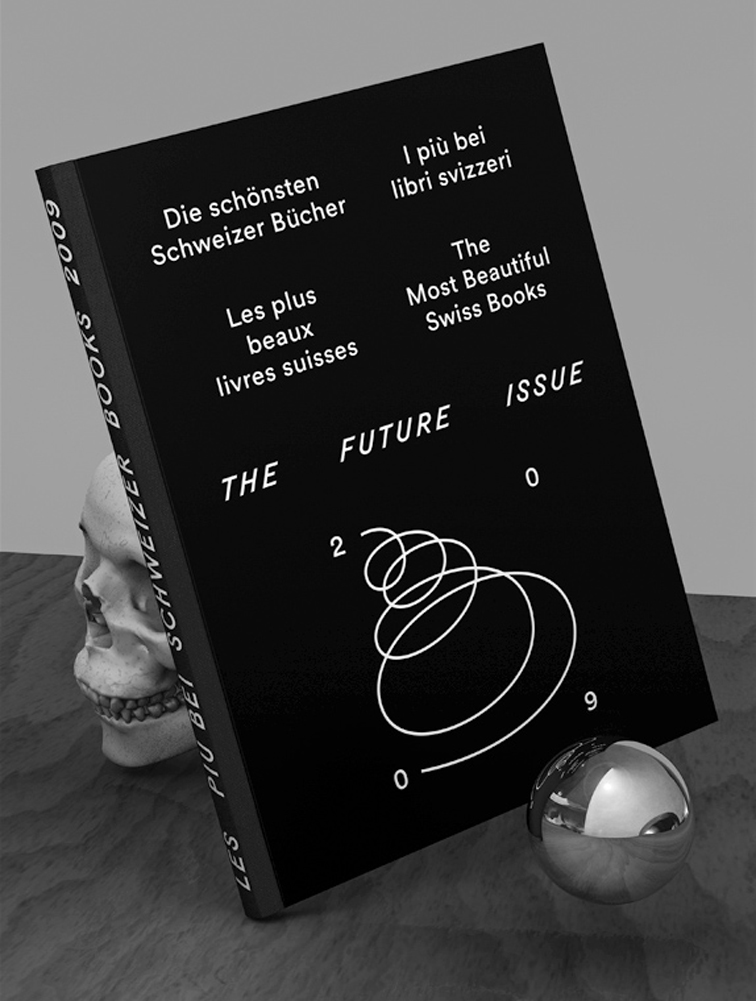 Die schönsten
Schweizer Bücher
I più bei
libri svizzeri
Les plus
beaux
livres suisses
The
Most Beautiful
Swiss Books
THE FUTURE ISSUE
2
0
0
9
LES PIÙ BEI SCHWEIZER BOOKS 2009